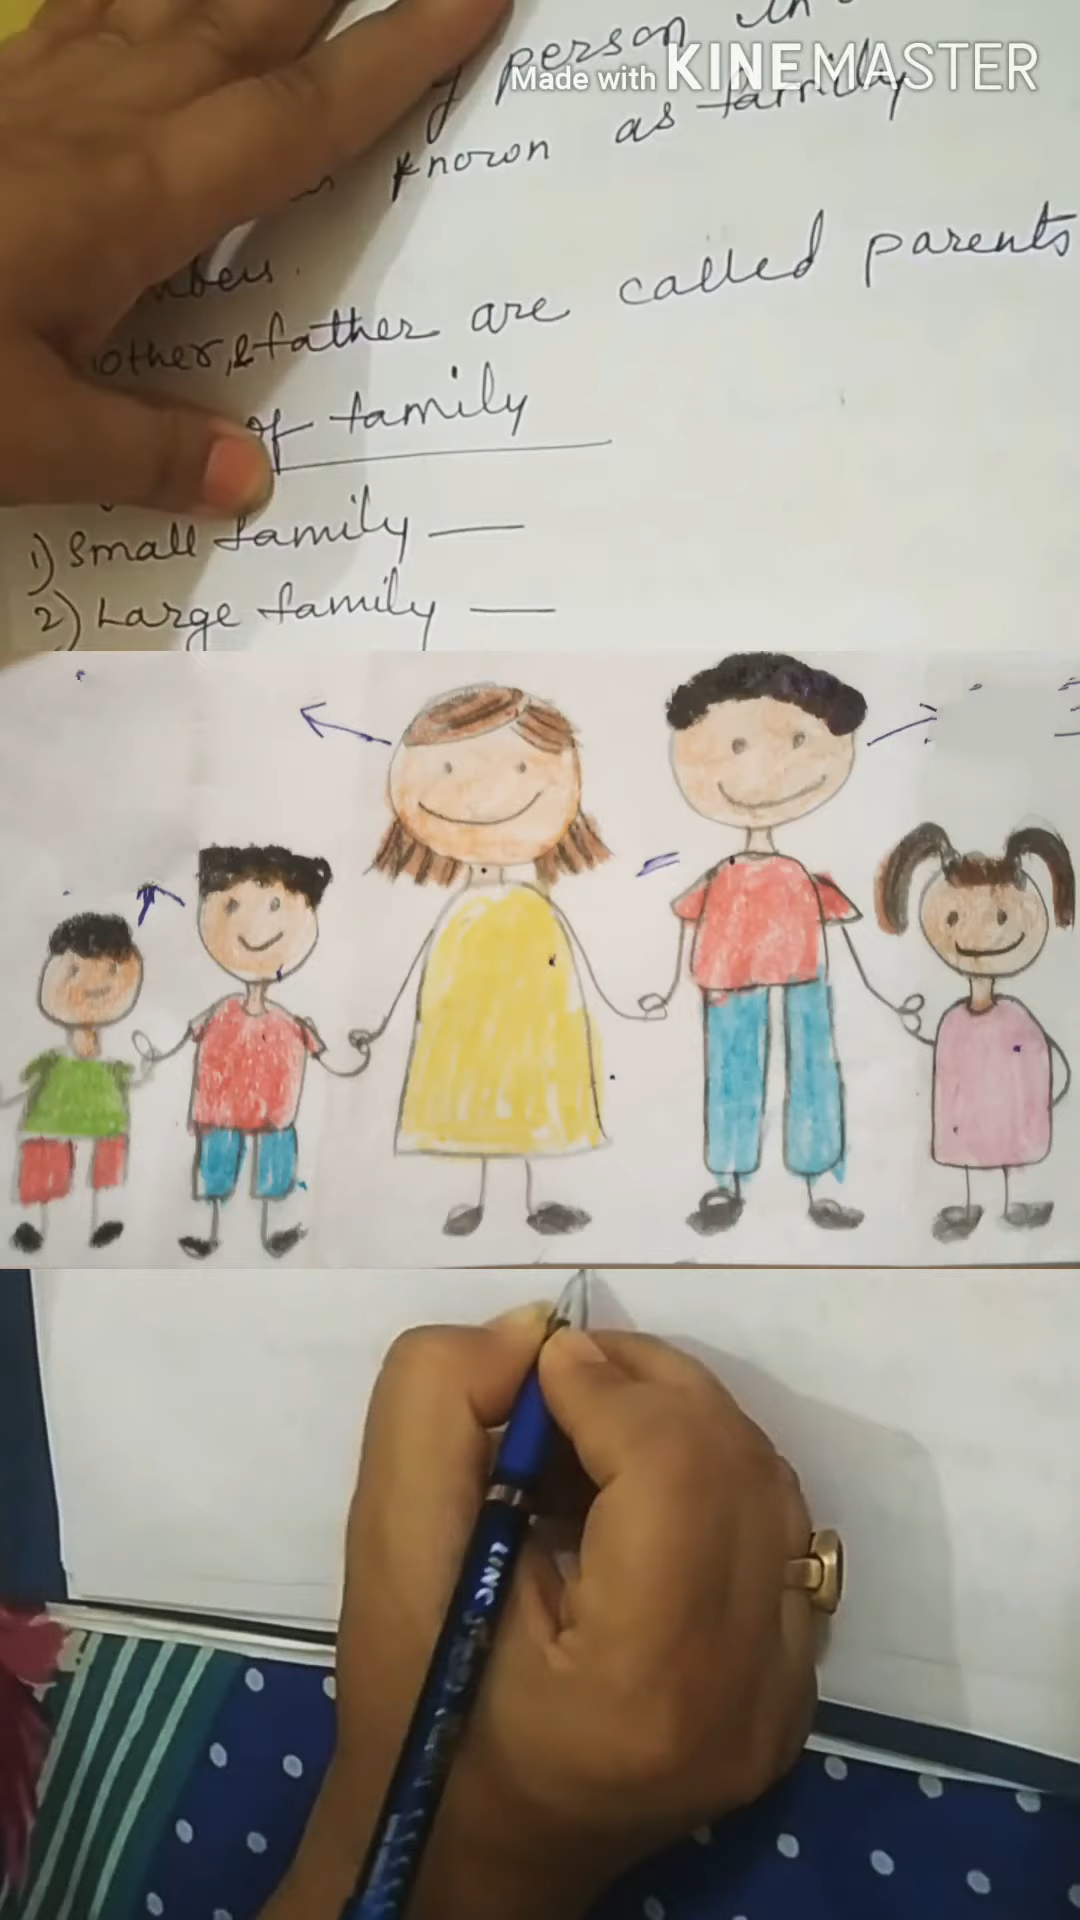 person in
Made with KINEMASTER
known as family
are called parents
other, & father
of family
1) Small family —
2) Large family —
LINC